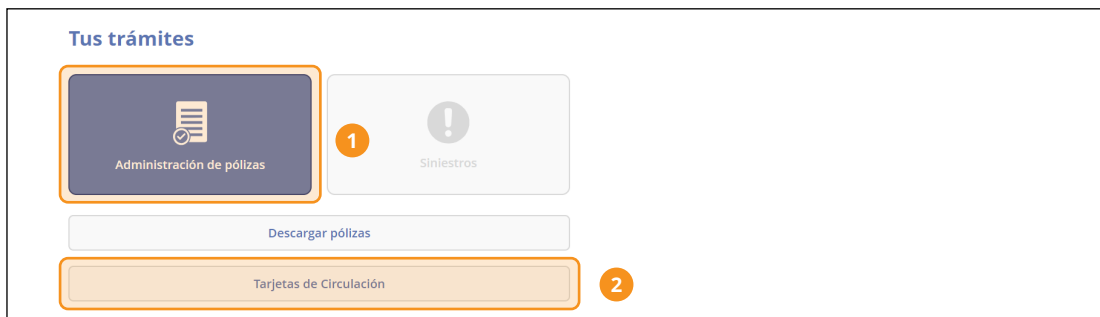 Tus trámites
Administración de pólizas
1
Siniestros
Descargar pólizas
Tarjetas de Circulación
2